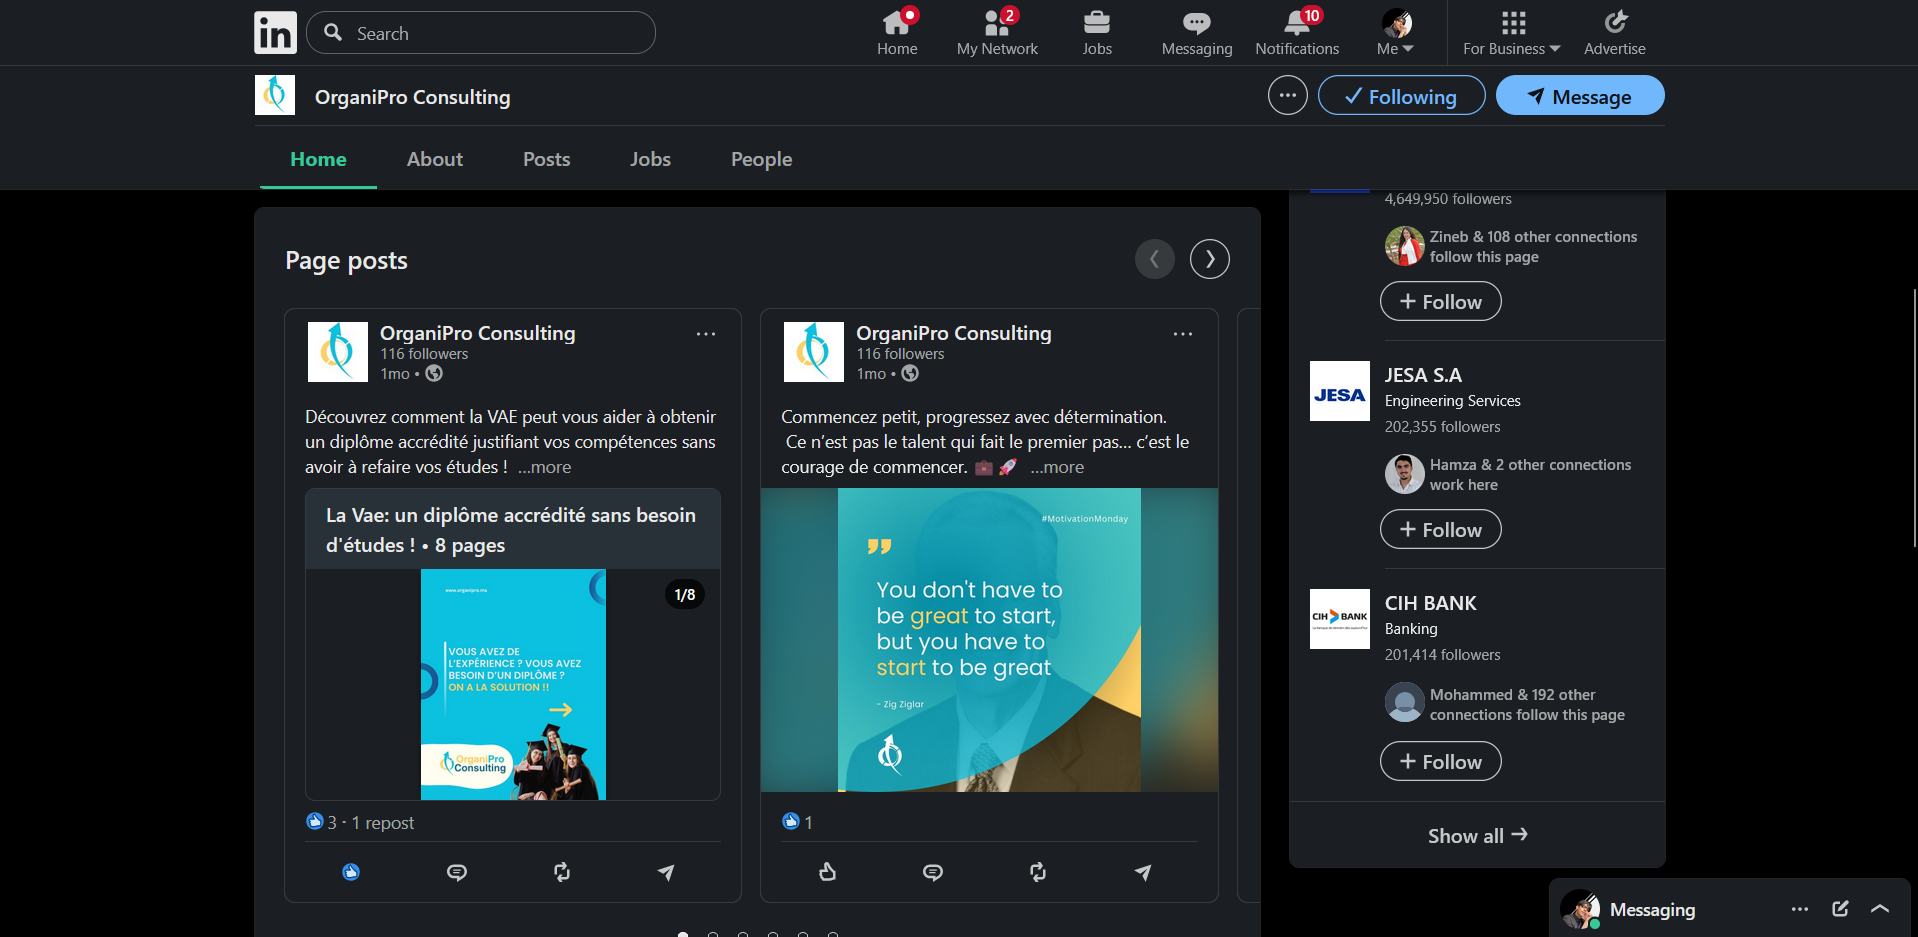 in
Search
Home
2
My Network
Jobs
Messaging
10
Notifications
Me
For Business
Advertise
OrganiPro Consulting
Following
Message
Home
About
Posts
Jobs
People
Page posts
OrganiPro Consulting
116 followers
1mo •
Découvrez comment la VAE peut vous aider à obtenir
un diplôme accrédité justifiant vos compétences sans
avoir à refaire vos études ! ...more
La Vae: un diplôme accrédité sans besoin
d'études ! • 8 pages
1/8
www.organipro.ma
VOUS AVEZ DE
L'EXPÉRIENCE ? VOUS AVEZ
BESOIN D'UN DIPLÔME ?
ON A LA SOLUTION !!
OrganiPro
Consulting
3 · 1 repost
OrganiPro Consulting
116 followers
1mo •
Commencez petit, progressez avec détermination.
Ce n’est pas le talent qui fait le premier pas… c’est le
courage de commencer. 💼🚀 ...more
#MotivationMonday
You don't have to
be great to start,
but you have to
start to be great
- Zig Ziglar
1
4,649,950 followers
Zineb & 108 other connections
follow this page
+ Follow
JESA
JESA S.A
Engineering Services
202,355 followers
Hamza & 2 other connections
work here
+ Follow
CIH BANK
CIH BANK
Banking
201,414 followers
Mohammed & 192 other
connections follow this page
+ Follow
Show all →
Messaging